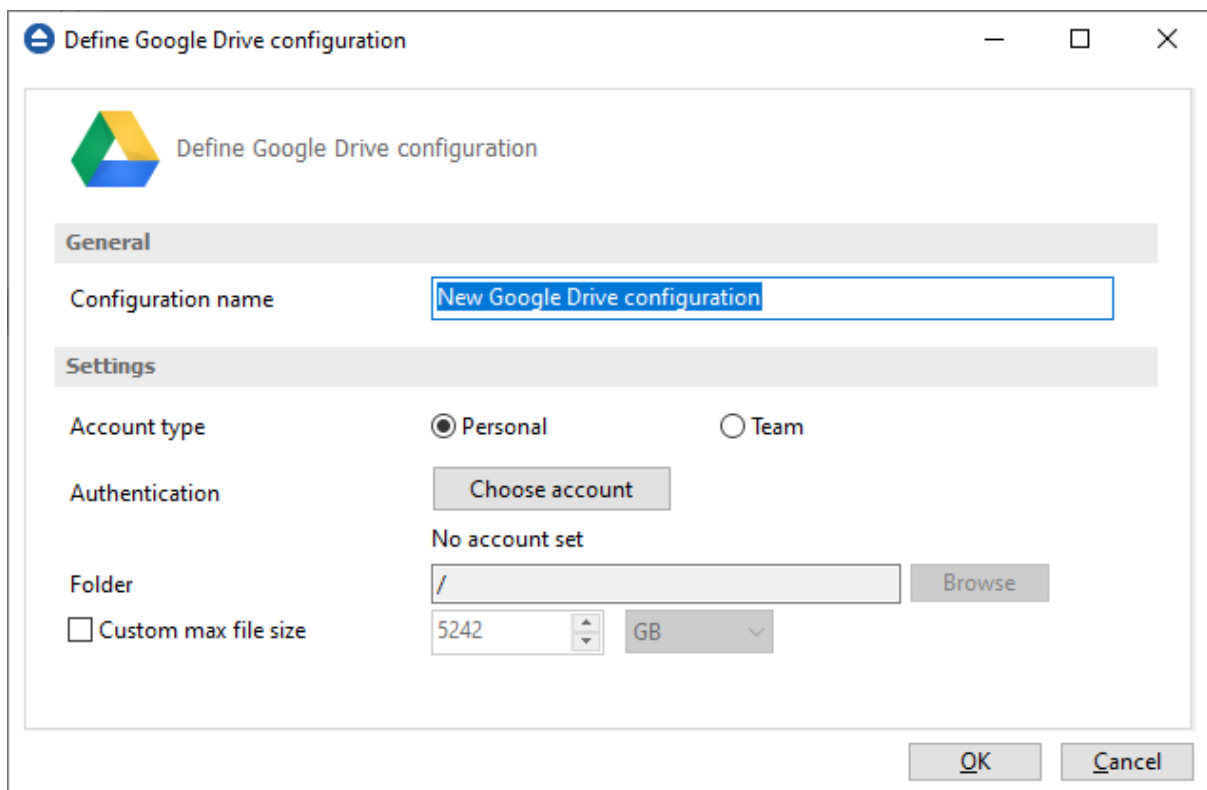 Define Google Drive configuration
Define Google Drive configuration
General
Configuration name New Google Drive configuration
Settings
Account type Personal Team
Authentication Choose account
No account set
Folder / Browse
Custom max file size 5242 GB
OK Cancel